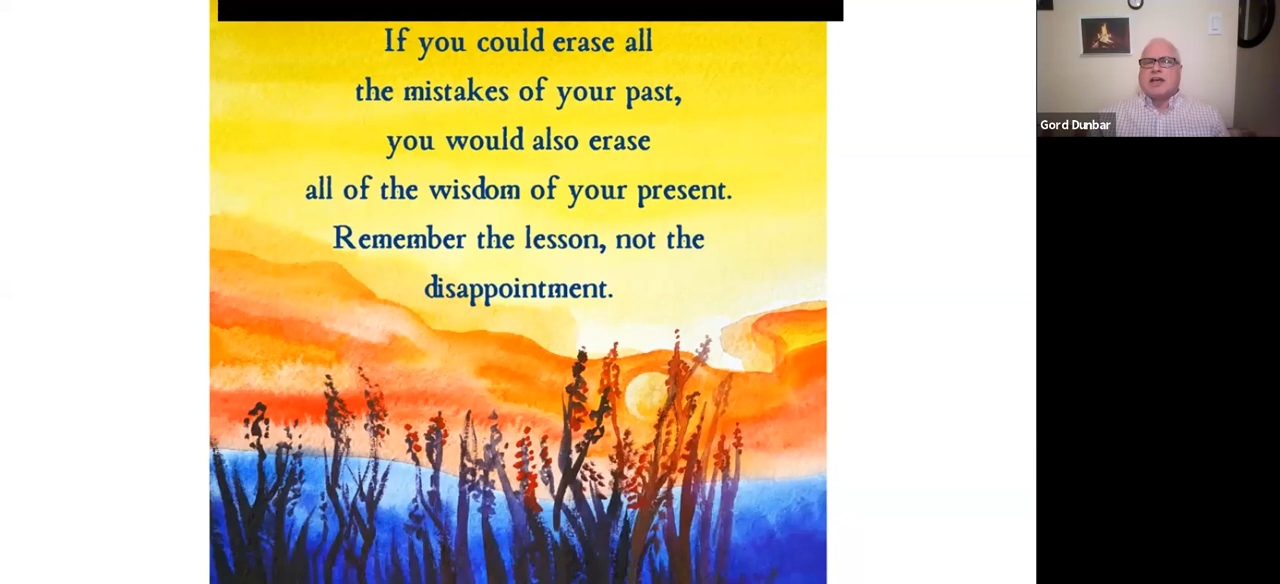 If you could erase all
the mistakes of your past,
you would also erase
all of the wisdom of your present.
Remember the lesson, not the
disappointment.
Gord Dunbar